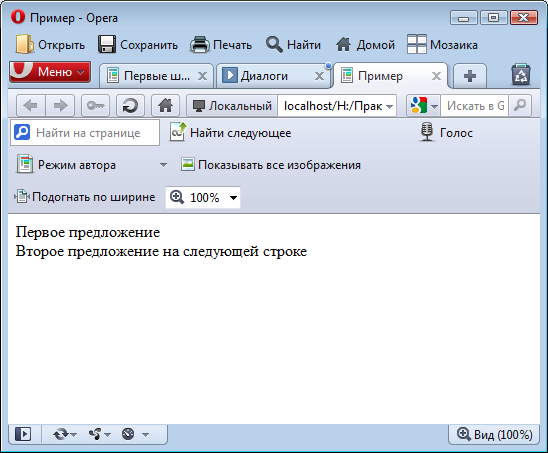 Пример - Opera
Открыть Сохранить Печать Найти Домой Мозаика
Меню Первые ш... Диалоги Пример
Локальный localhost/H:/Прак Искать в G
Найти на странице Найти следующее Голос
Режим автора Показывать все изображения
Подогнать по ширине 100%
Первое предложение
Второе предложение на следующей строке
Вид (100%)